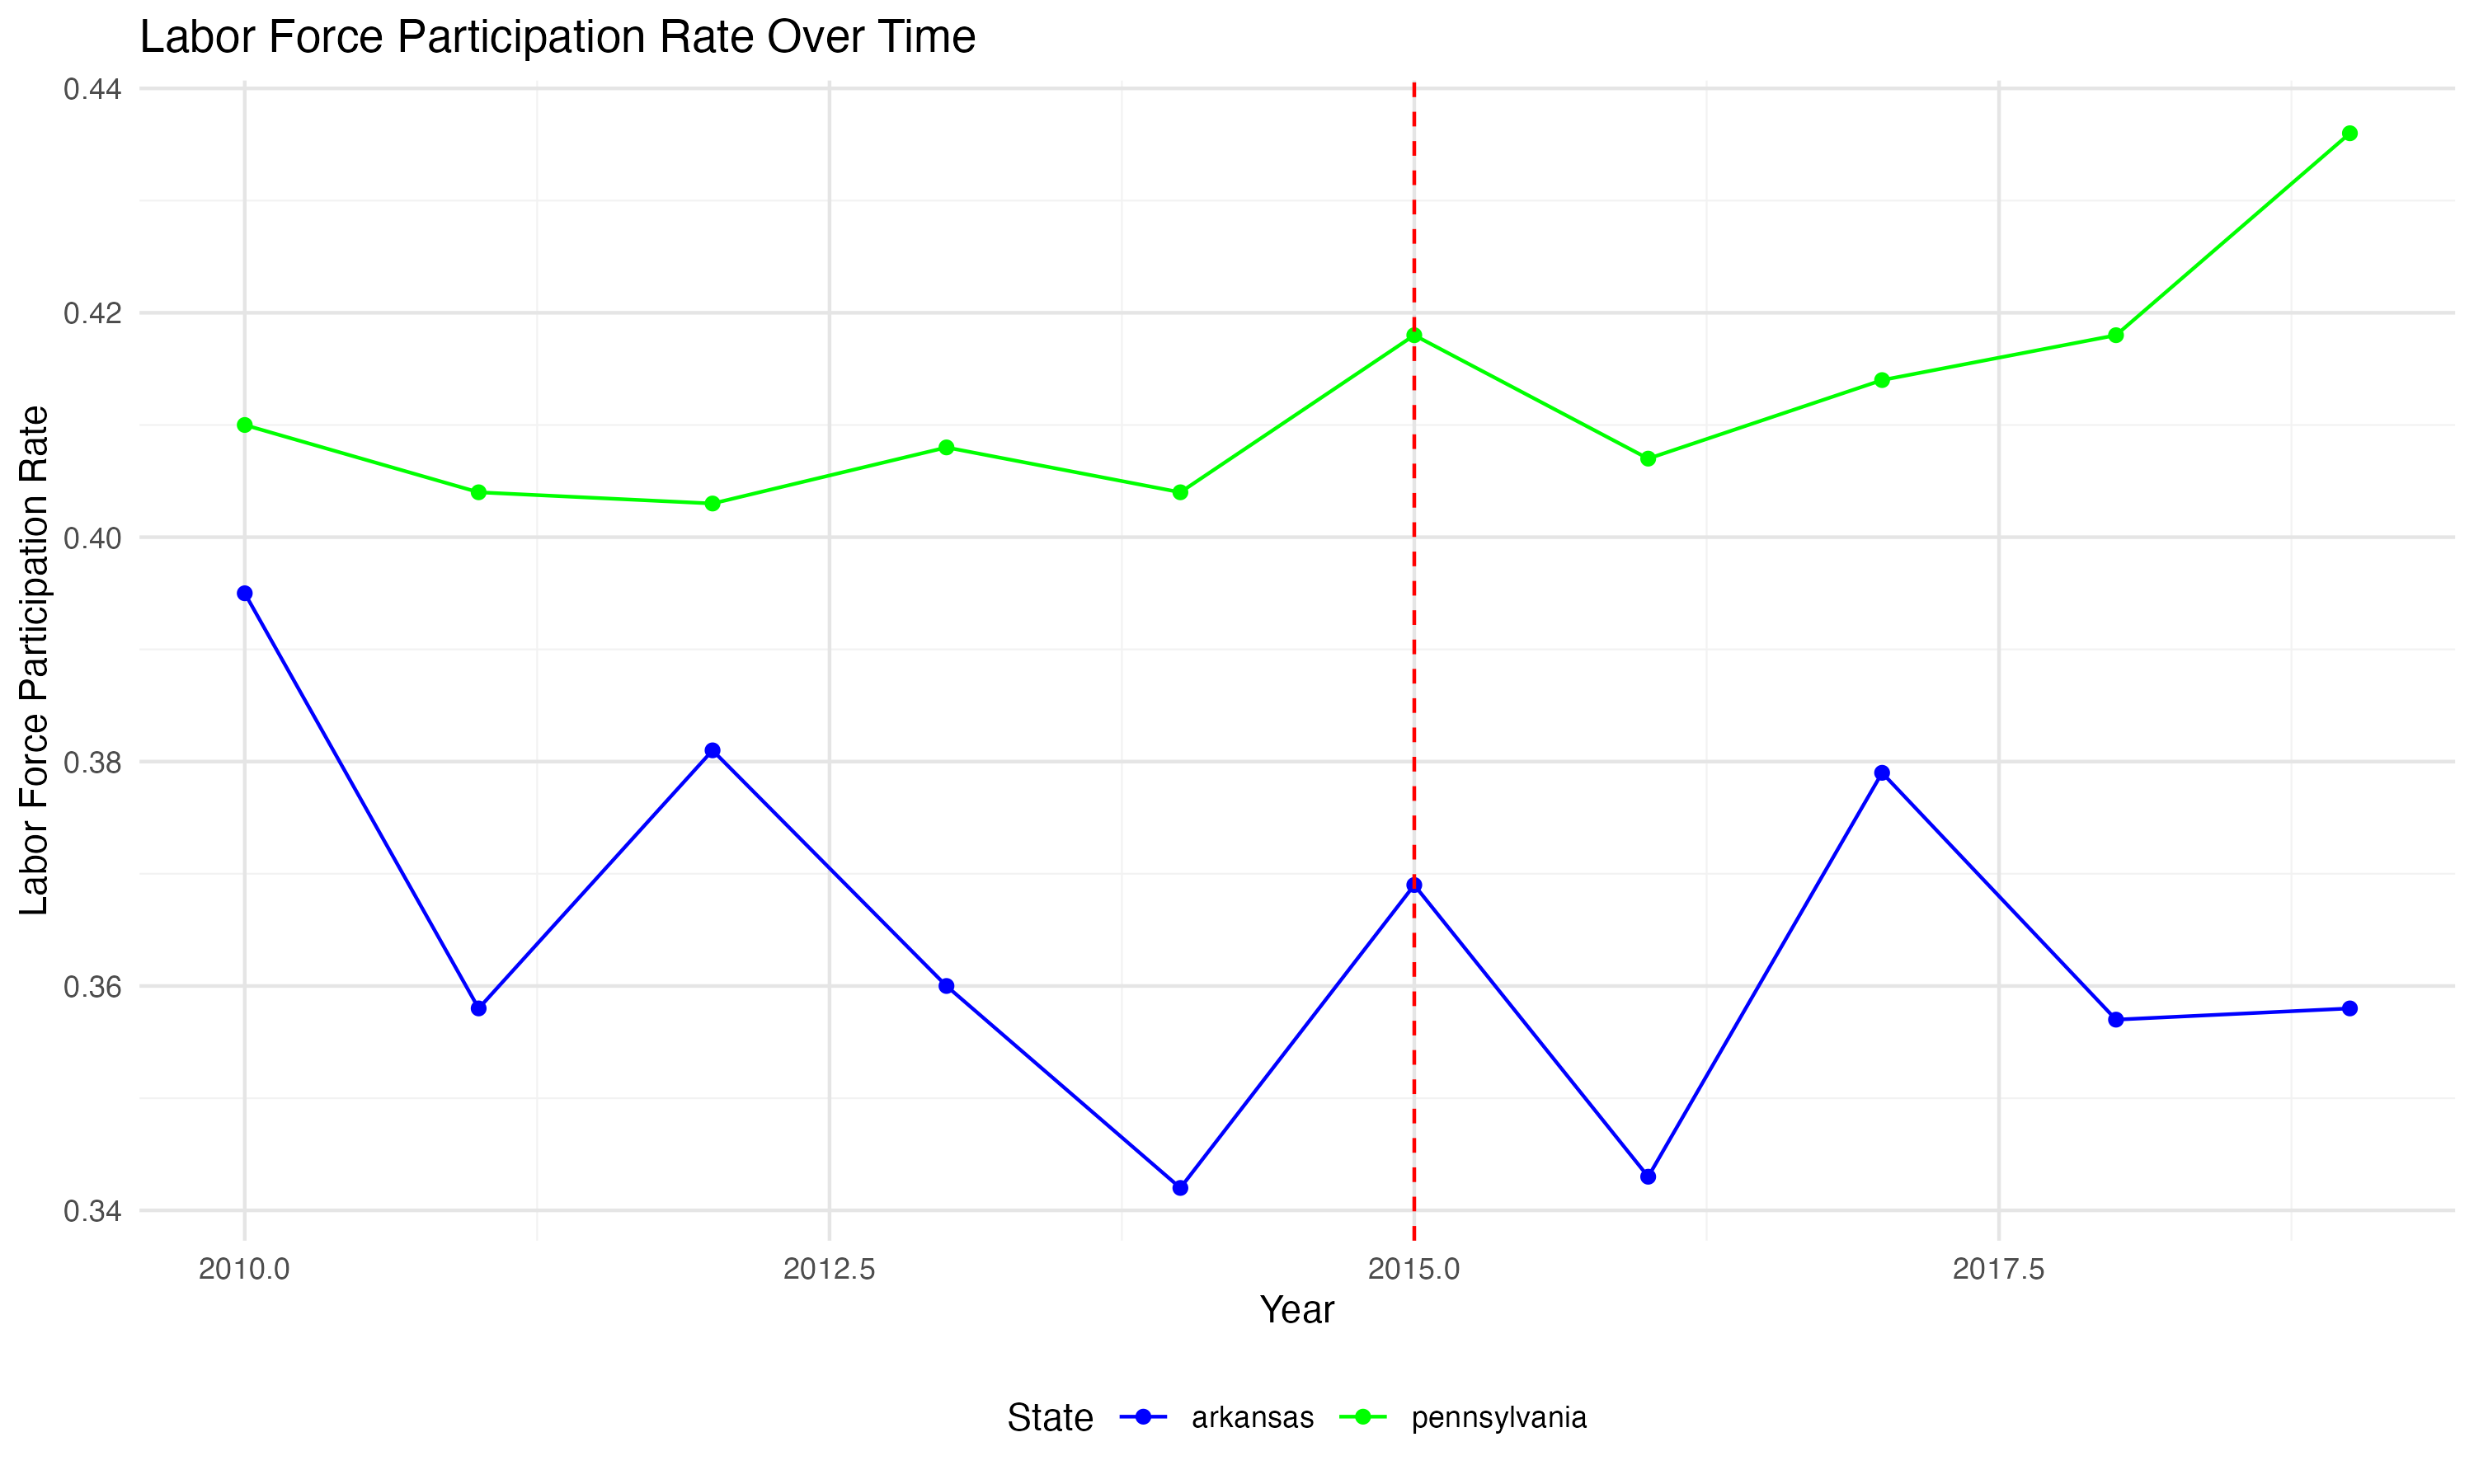 Labor Force Participation Rate Over Time
0.44
0.42
0.40
0.38
0.36
0.34
Labor Force Participation Rate
2010.0 2012.5 2015.0 2017.5
Year
State arkansas pennsylvania